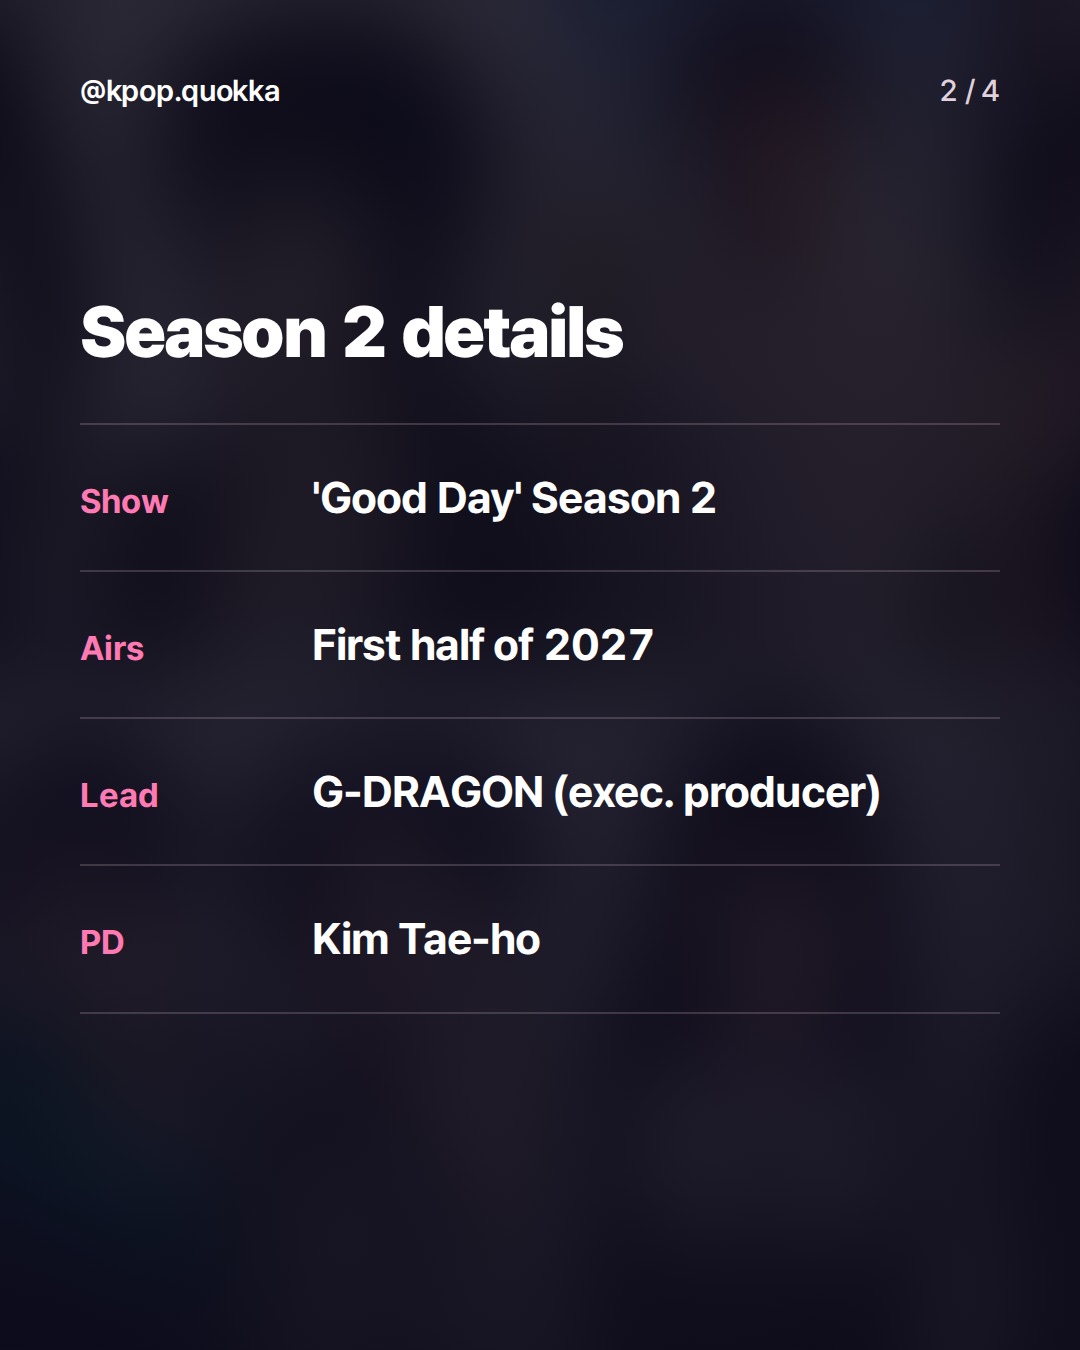 @kpop.quokka
2 / 4
Season 2 details
Show 'Good Day' Season 2
Airs First half of 2027
Lead G-DRAGON (exec. producer)
PD Kim Tae-ho